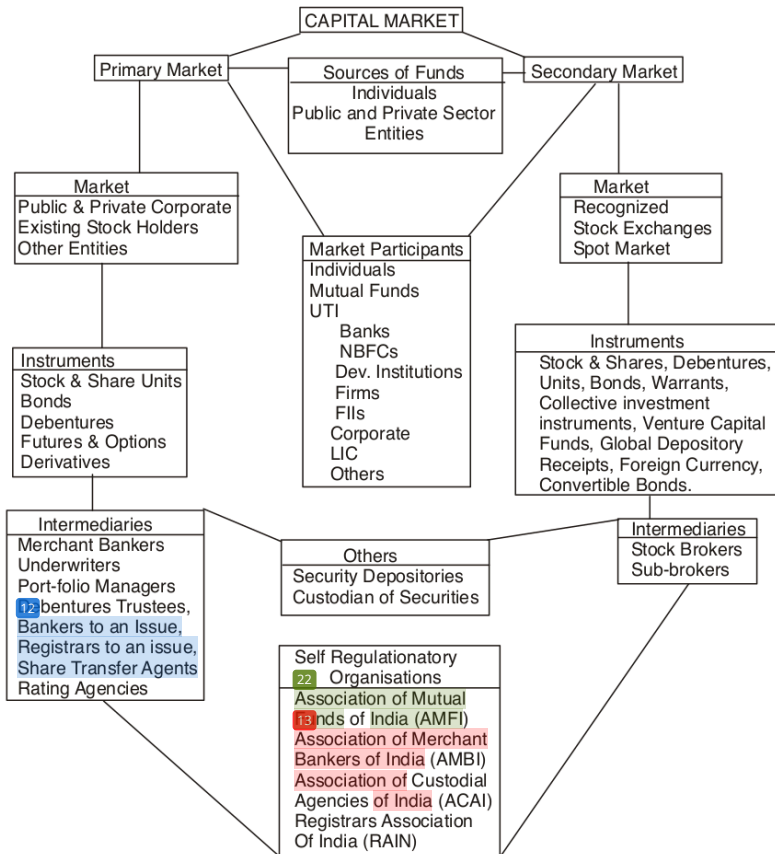 CAPITAL MARKET
Primary Market
Sources of Funds
Individuals
Public and Private Sector
Entities
Secondary Market
Market
Public & Private Corporate
Existing Stock Holders
Other Entities
Market Participants
Individuals
Mutual Funds
UTI
Banks
NBFCs
Dev. Institutions
Firms
FIIs
Corporate
LIC
Others
Market
Recognized
Stock Exchanges
Spot Market
Instruments
Stock & Share Units
Bonds
Debentures
Futures & Options
Derivatives
Instruments
Stock & Shares, Debentures,
Units, Bonds, Warrants,
Collective investment
instruments, Venture Capital
Funds, Global Depository
Receipts, Foreign Currency,
Convertible Bonds.
Intermediaries
Merchant Bankers
Underwriters
Port-folio Managers
12 Debentures Trustees,
Bankers to an Issue,
Registrars to an issue,
Share Transfer Agents
Rating Agencies
Others
Security Depositories
Custodian of Securities
Intermediaries
Stock Brokers
Sub-brokers
Self Regulationatory
22 Organisations
Association of Mutual
13 Funds of India (AMFI)
Association of Merchant
Bankers of India (AMBI)
Association of Custodial
Agencies of India (ACAI)
Registrars Association
Of India (RAIN)